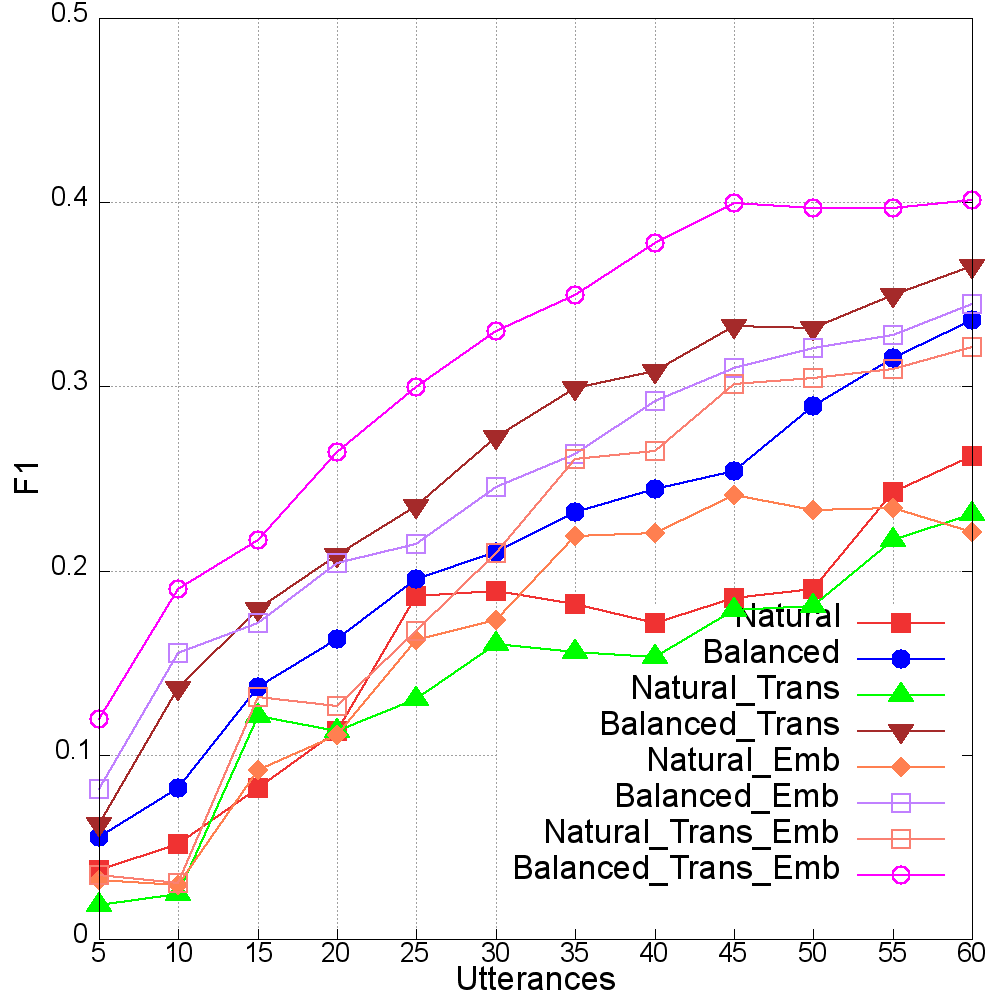 0.5
0.4
0.3
0.2
0.1
0
F1
5 10 15 20 25 30 35 40 45 50 55 60
Utterances
Natural
Balanced
Natural_Trans
Balanced_Trans
Natural_Emb
Balanced_Emb
Natural_Trans_Emb
Balanced_Trans_Emb